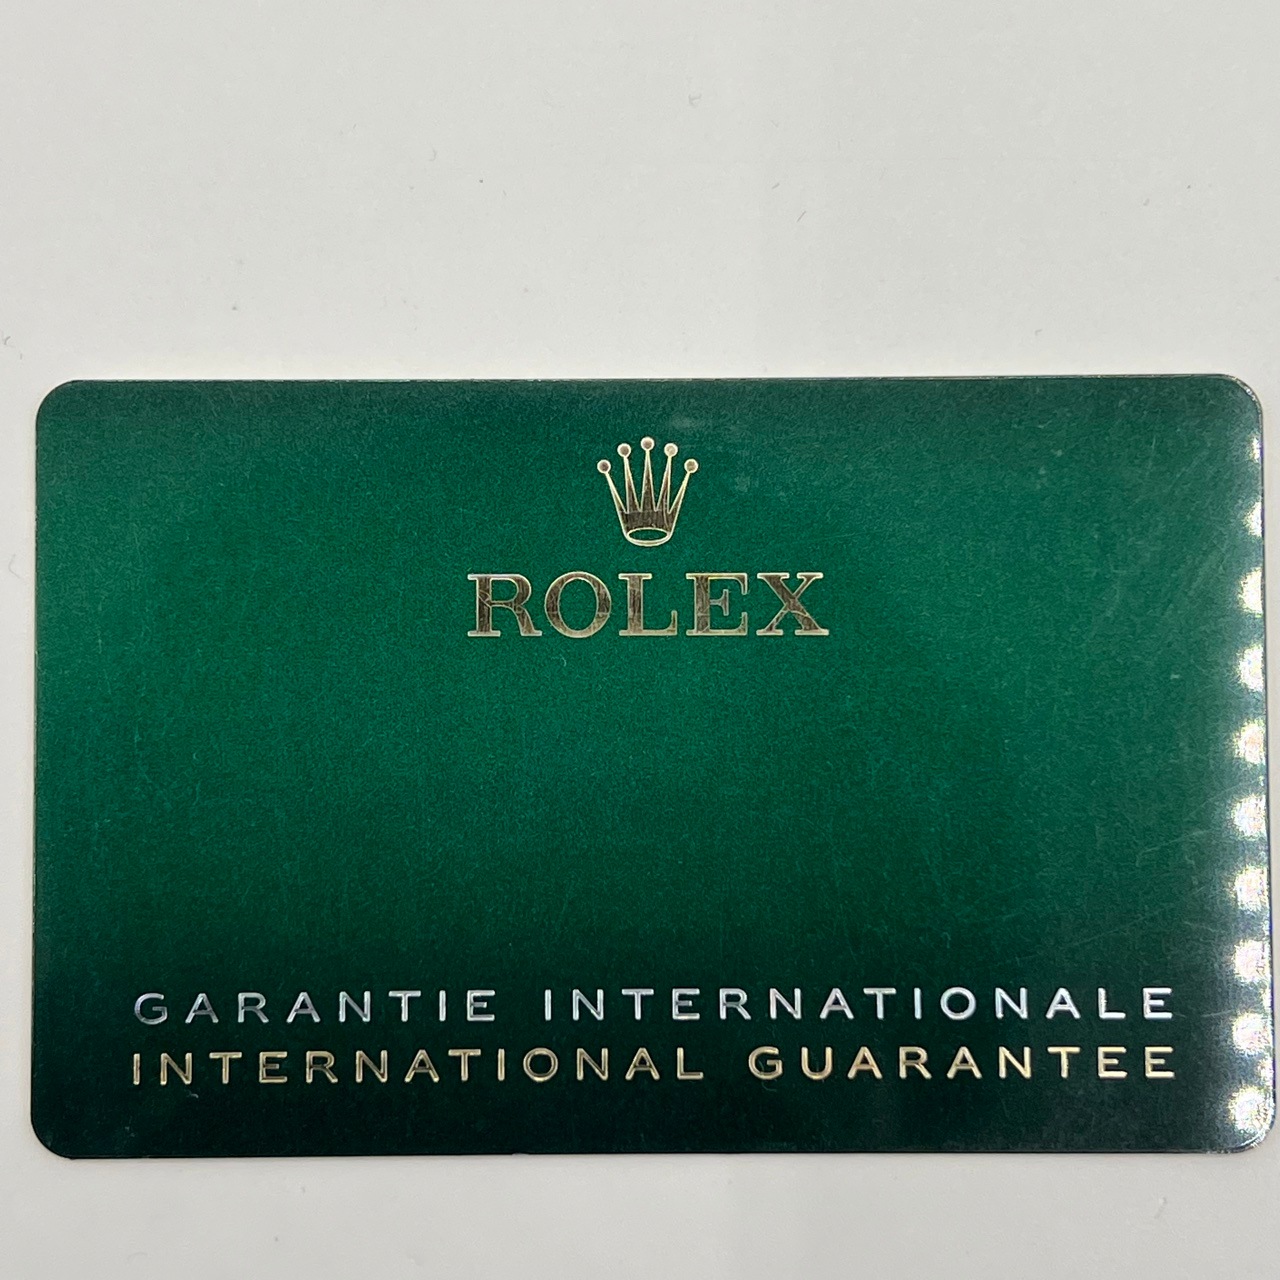 ROLEX
GARANTIE INTERNATIONALE
INTERNATIONAL GUARANTEE